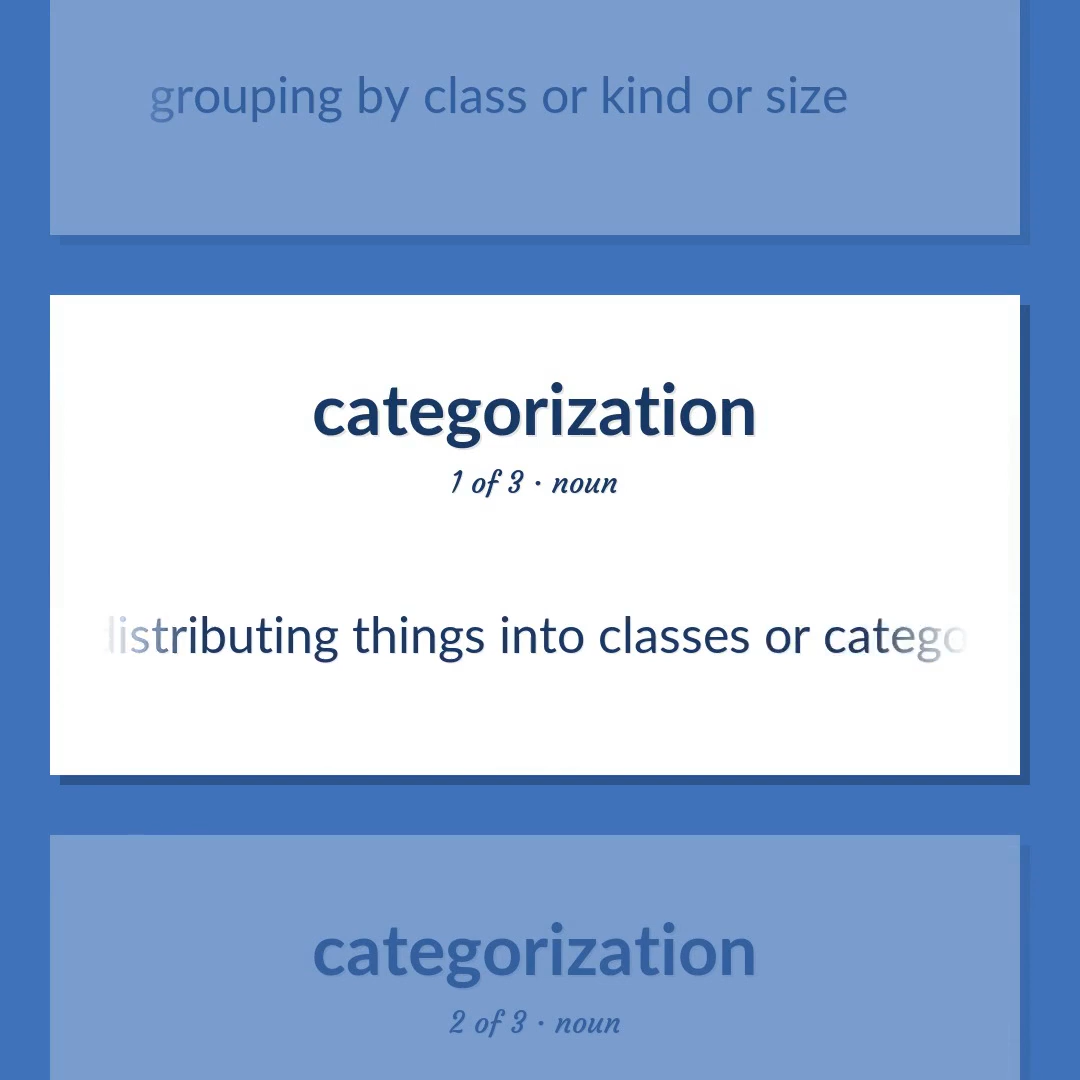 grouping by class or kind or size
categorization
1 of 3 · noun
distributing things into classes or catego
categorization
2 of 3 · noun